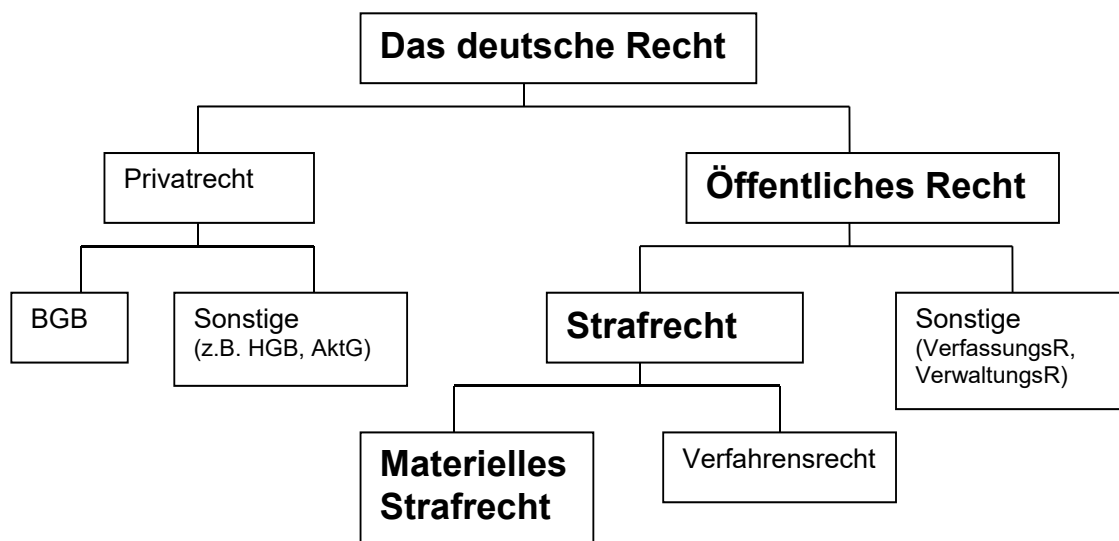 Das deutsche Recht
Privatrecht
Öffentliches Recht
BGB
Sonstige
(z.B. HGB, AktG)
Strafrecht
Sonstige
(VerfassungsR,
VerwaltungsR)
Materielles
Strafrecht
Verfahrensrecht